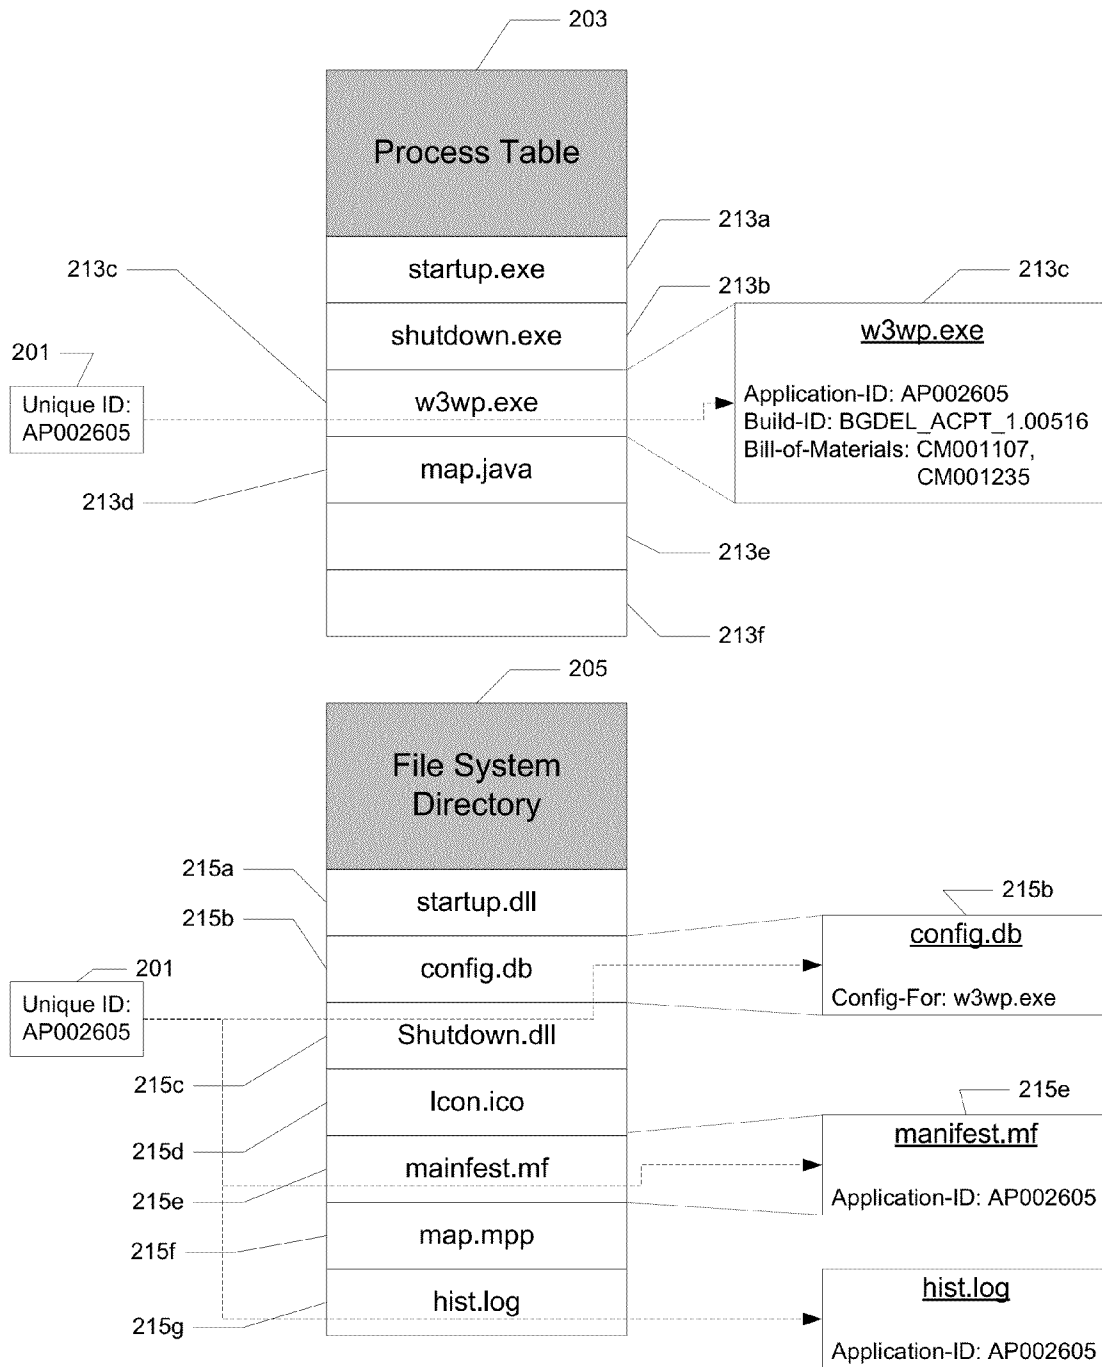 203
Process Table
213a
startup.exe
213c
213b
213c
shutdown.exe
w3wp.exe
201
Unique ID:
AP002605
w3wp.exe
Application-ID: AP002605
Build-ID: BGDEL_ACPT_1.00516
Bill-of-Materials: CM001107,
CM001235
map.java
213d
213e
213f
205
File System
Directory
215a
startup.dll
215b
215b
config.db
config.db
Config-For: w3wp.exe
201
Unique ID:
AP002605
Shutdown.dll
215c
Icon.ico
215d
215e
manifest.mf
mainfest.mf
215e
Application-ID: AP002605
map.mpp
215f
hist.log
hist.log
215g
Application-ID: AP002605